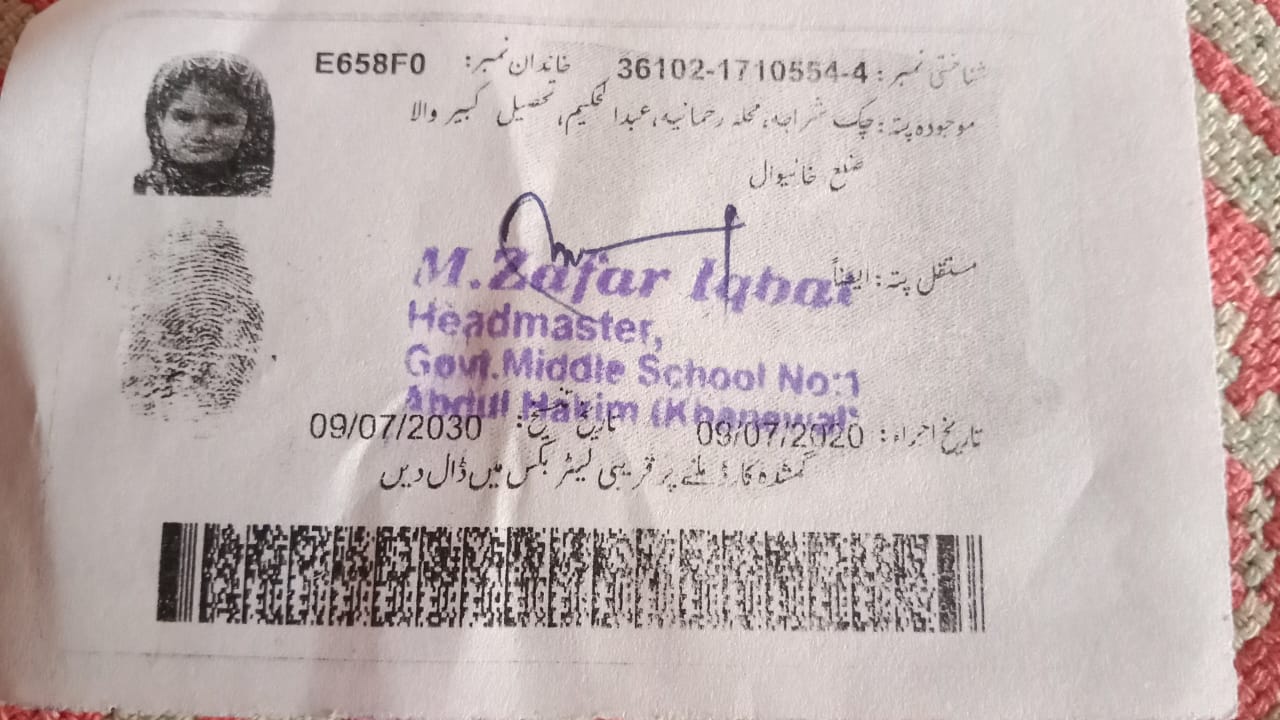 شناختی نمبر: 36102-1710554-4 خاندان نمبر: E658F0
موجودہ پتہ: چک شراجہ، محلہ رحمانیہ، عبدالحکیم، تحصیل کبیر والا
ضلع خانیوال
مستقل پتہ: ایضاً
M.Zafar Iqbal
Headmaster,
Govt.Middle School No:1
Abdul Hakim (Khanewal)
تاریخ اجراء: 09/07/2020 تاریخ تنسیخ: 09/07/2030
گمشدہ کارڈ ملنے پر قریبی لیٹر بکس میں ڈال دیں